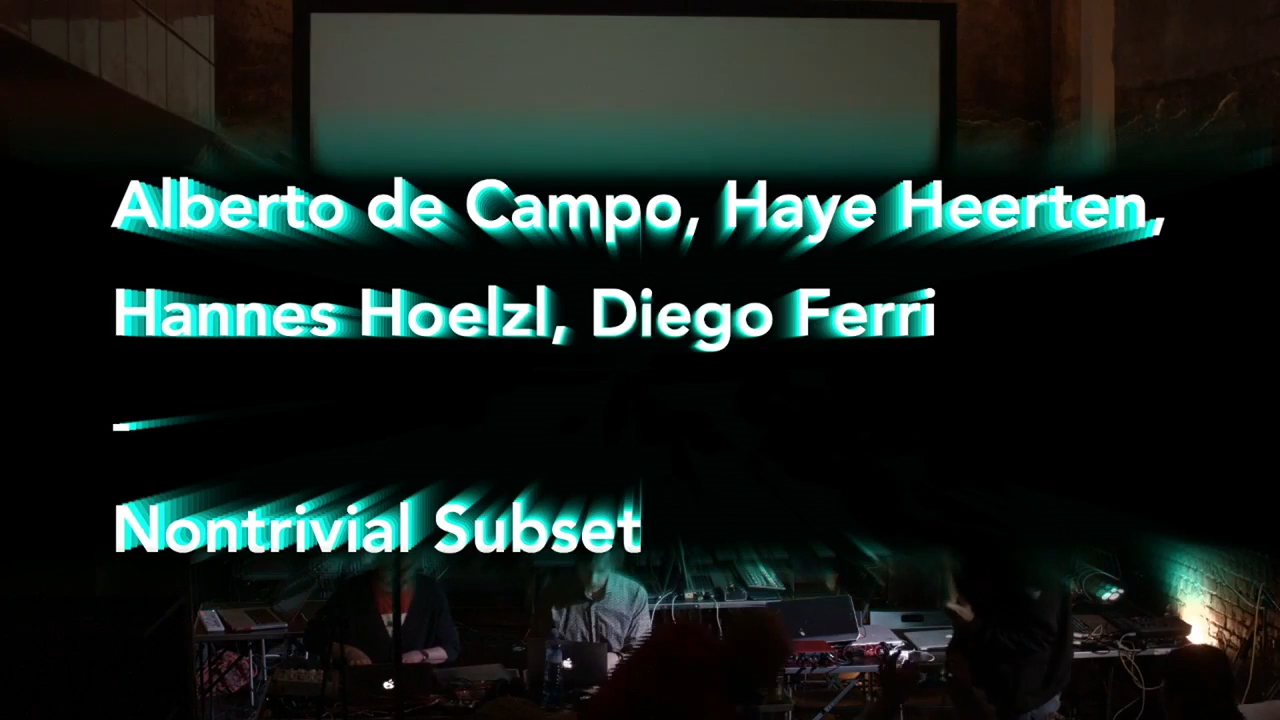 Alberto de Campo, Haye Heerten,
Hannes Hoelzl, Diego Ferri
-
Nontrivial Subset